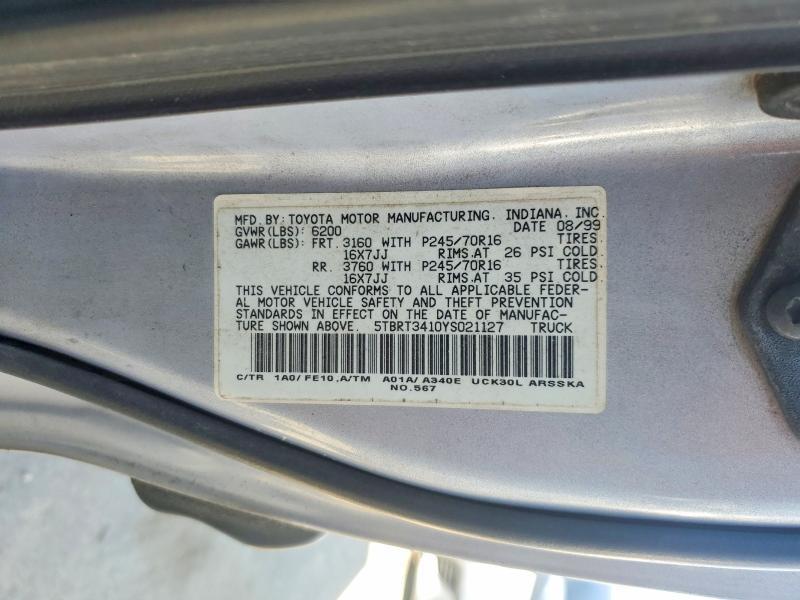 MFD. BY: TOYOTA MOTOR MANUFACTURING. INDIANA. INC.
GVWR (LBS): 6200 DATE 08/99
GAWR (LBS): FRT. 3160 WITH P245/70R16 TIRES.
16X7JJ RIMS.AT 26 PSI COLD
RR. 3760 WITH P245/70R16 TIRES.
16X7JJ RIMS.AT 35 PSI COLD
THIS VEHICLE CONFORMS TO ALL APPLICABLE FEDER-
AL MOTOR VEHICLE SAFETY AND THEFT PREVENTION
STANDARDS IN EFFECT ON THE DATE OF MANUFAC-
TURE SHOWN ABOVE. 5TBRT3410YS021127 TRUCK
C/TR 1A0/FE10,A/TM A01A/A340E UCK30L ARSSKA
NO.567